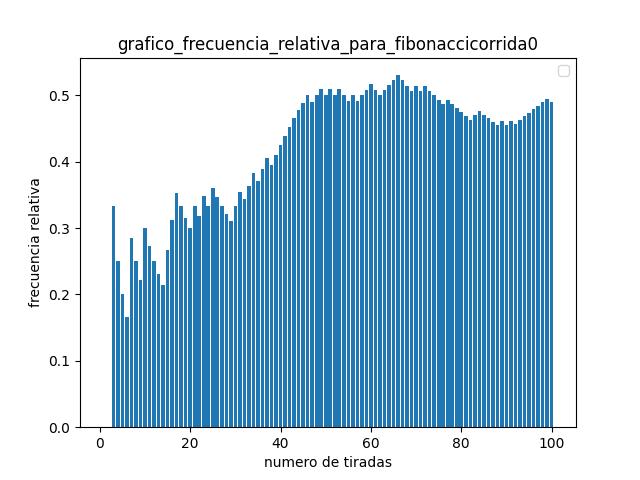 grafico_frecuencia_relativa_para_fibonaccicorrida0
0.5
0.4
0.3
0.2
0.1
0.0
frecuencia relativa
0 20 40 60 80 100
numero de tiradas